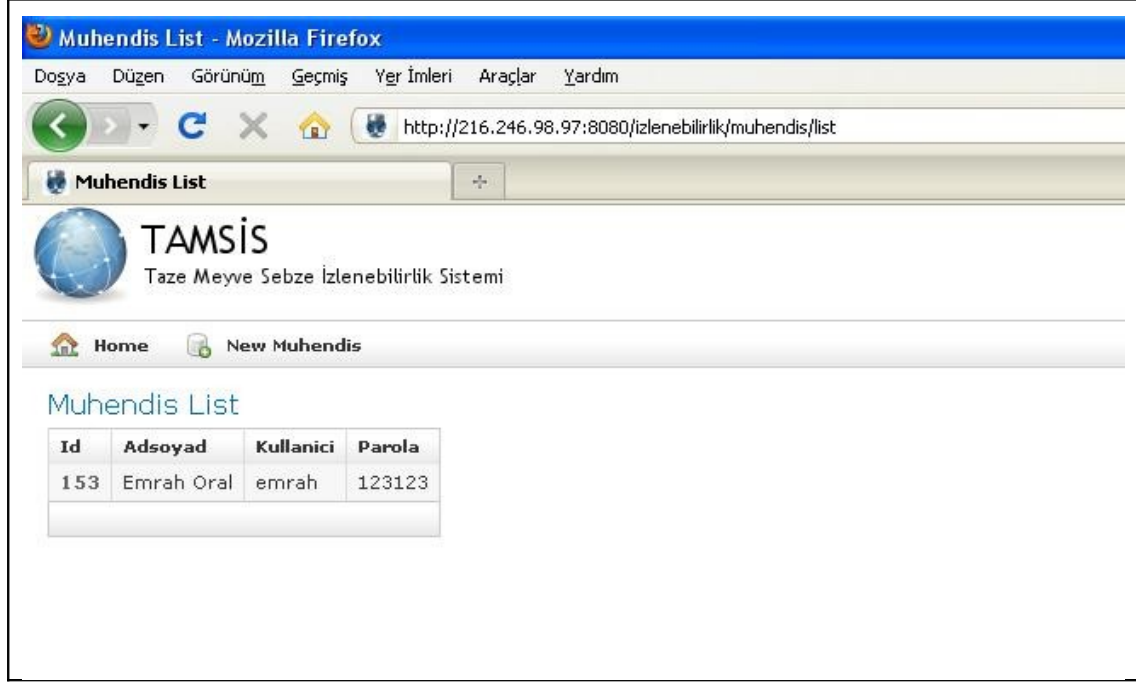 Muhendis List - Mozilla Firefox
Dosya Düzen Görünüm Geçmiş Yer İmleri Araçlar Yardım
http://216.246.98.97:8080/izlenebilirlik/muhendis/list
Muhendis List
TAMSİS
Taze Meyve Sebze İzlenebilirlik Sistemi
Home New Muhendis
Muhendis List
Id Adsoyad Kullanici Parola
153 Emrah Oral emrah 123123